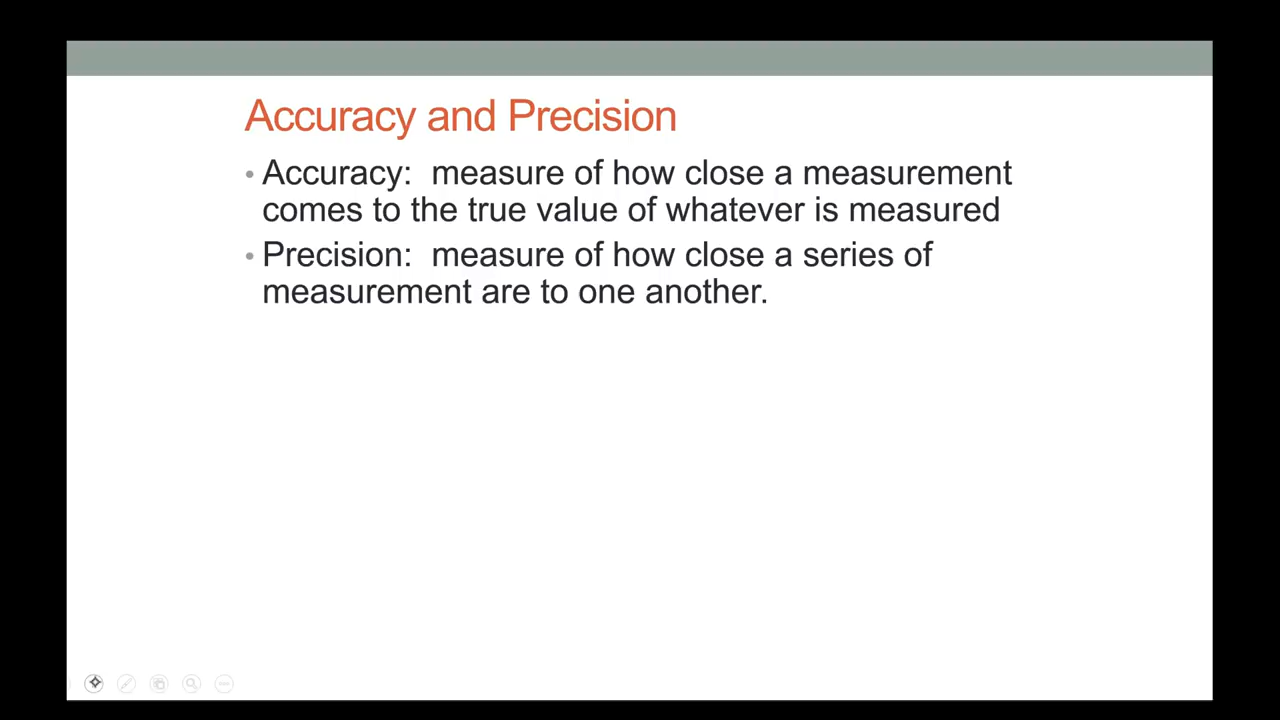 Accuracy and Precision
• Accuracy:  measure of how close a measurement
comes to the true value of whatever is measured
• Precision:  measure of how close a series of
measurement are to one another.